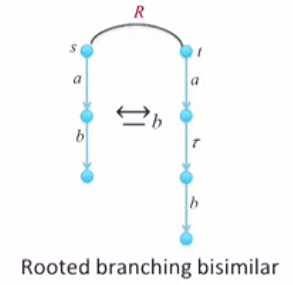 R
s t
a a
↔b
b τ
b
Rooted branching bisimilar